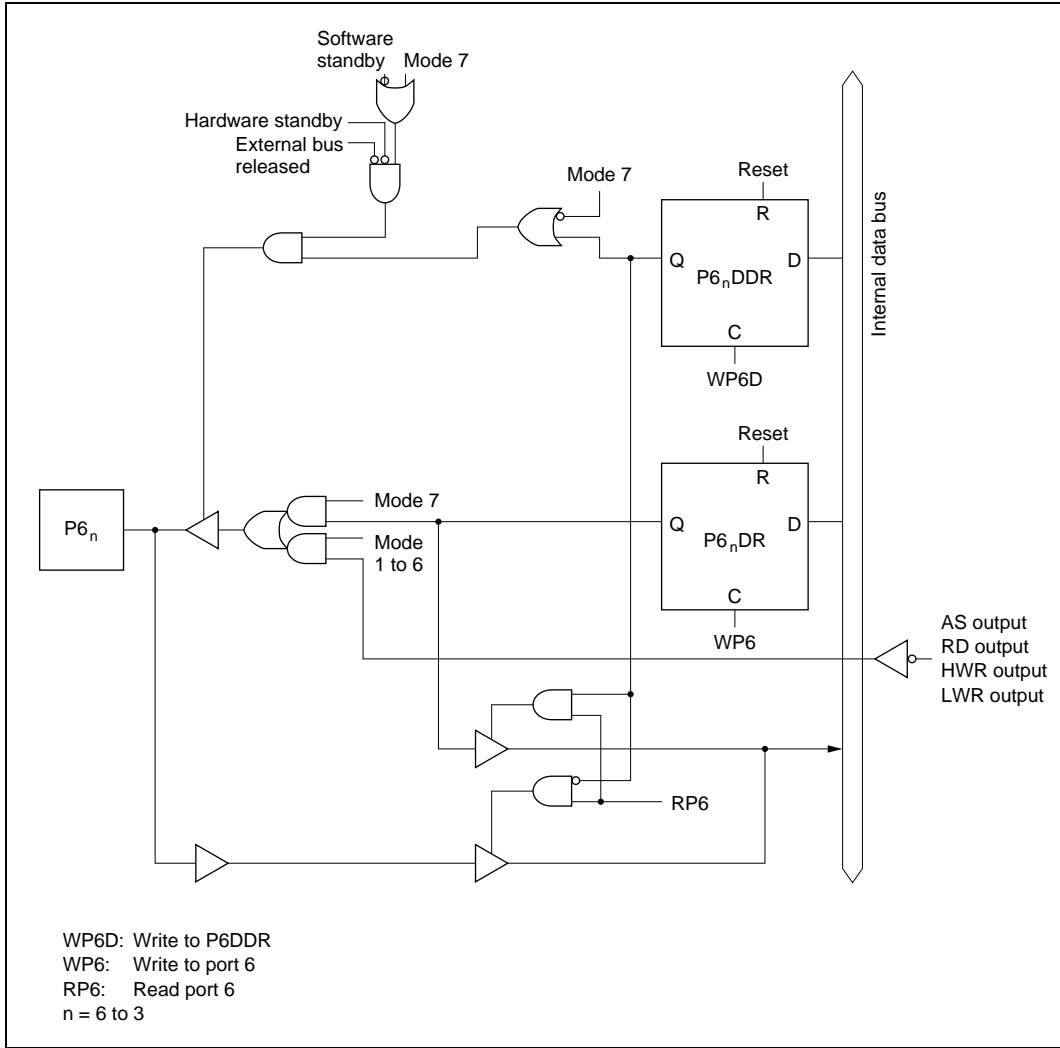 Software
standby
Mode 7
Hardware standby
External bus
released
Mode 7
Reset
R
Q
D
P6nDDR
C
WP6D
Internal data bus
Reset
R
P6n
Mode 7
Q
D
P6nDR
Mode
1 to 6
C
WP6
AS output
RD output
HWR output
LWR output
RP6
WP6D: Write to P6DDR
WP6: Write to port 6
RP6: Read port 6
n = 6 to 3